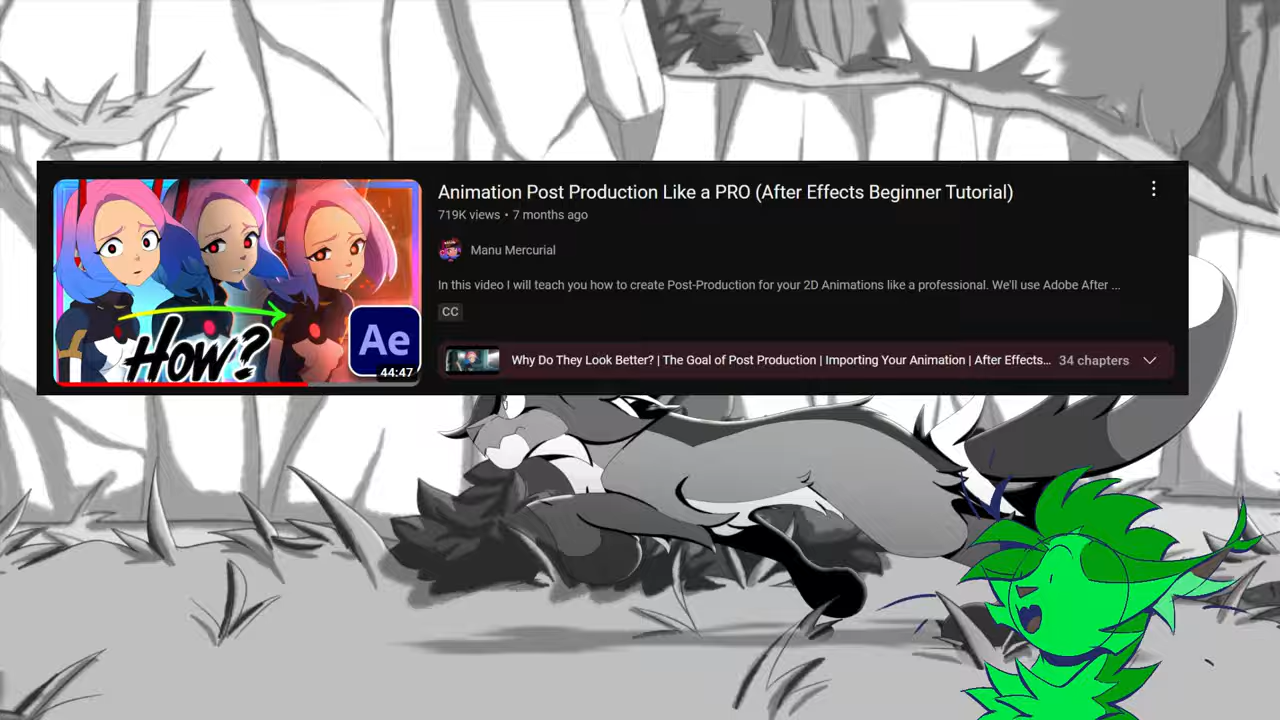 Animation Post Production Like a PRO (After Effects Beginner Tutorial)
719K views • 7 months ago
Manu Mercurial
In this video I will teach you how to create Post-Production for your 2D Animations like a professional. We'll use Adobe After ...
CC
HOW?
Ae
44:47
Why Do They Look Better? | The Goal of Post Production | Importing Your Animation | After Effects... 34 chapters